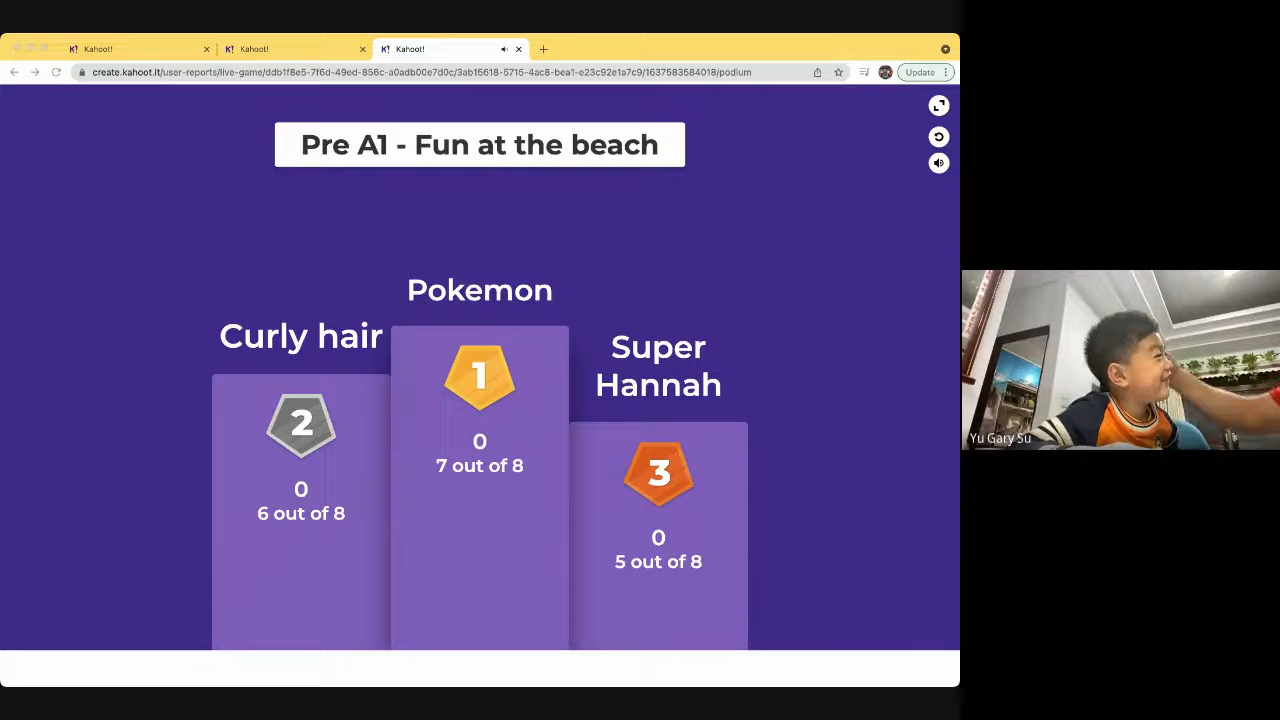 Kahoot!
Kahoot!
Kahoot!
create.kahoot.it/user-reports/live-game/ddb1f8e5-7f6d-49ed-856c-a0adb00e7d0c/3ab15618-5715-4ac8-bea1-e23c92e1a7c9/1637583584018/podium
Update
Pre A1 - Fun at the beach
Pokemon
1
0
7 out of 8
Curly hair
2
0
6 out of 8
Super
Hannah
3
0
5 out of 8
Yu Gary Su